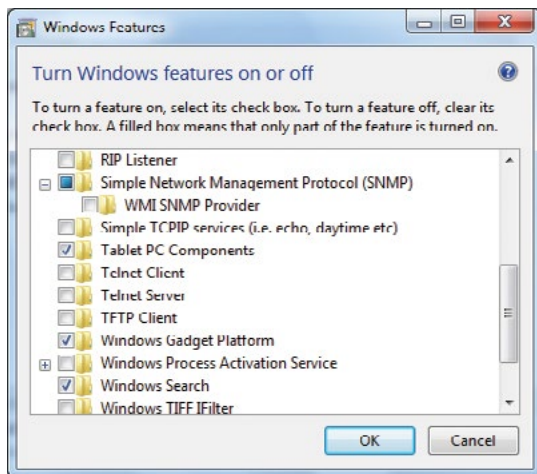 Windows Features
Turn Windows features on or off
To turn a feature on, select its check box. To turn a feature off, clear its
check box. A filled box means that only part of the feature is turned on.
RIP Listener
Simple Network Management Protocol (SNMP)
WMI SNMP Provider
Simple TCPIP services (i.e. echo, daytime etc)
Tablet PC Components
Telnet Client
Telnet Server
TFTP Client
Windows Gadget Platform
Windows Process Activation Service
Windows Search
Windows TIFF IFilter
OK Cancel